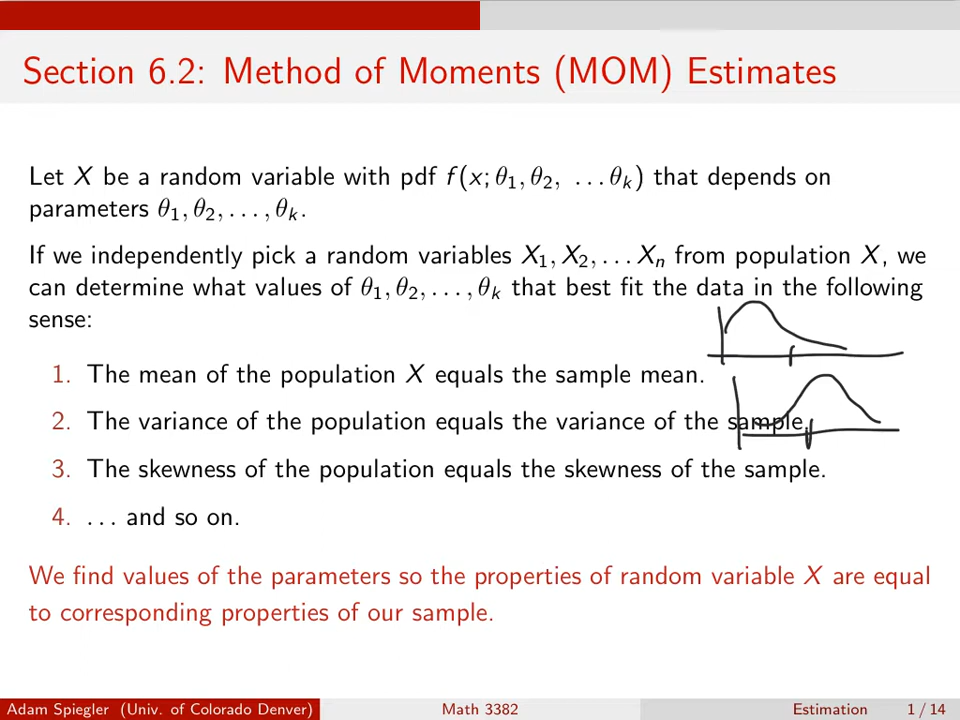 Section 6.2: Method of Moments (MOM) Estimates
Let X be a random variable with pdf f(x; θ₁, θ₂, ... θₖ) that depends on
parameters θ₁, θ₂, ..., θₖ.
If we independently pick a random variables X₁, X₂, ... Xₙ from population X, we
can determine what values of θ₁, θ₂, ..., θₖ that best fit the data in the following
sense:
1. The mean of the population X equals the sample mean.
2. The variance of the population equals the variance of the sample.
3. The skewness of the population equals the skewness of the sample.
4. ... and so on.
We find values of the parameters so the properties of random variable X are equal
to corresponding properties of our sample.
Adam Spiegler (Univ. of Colorado Denver) Math 3382 Estimation 1 / 14